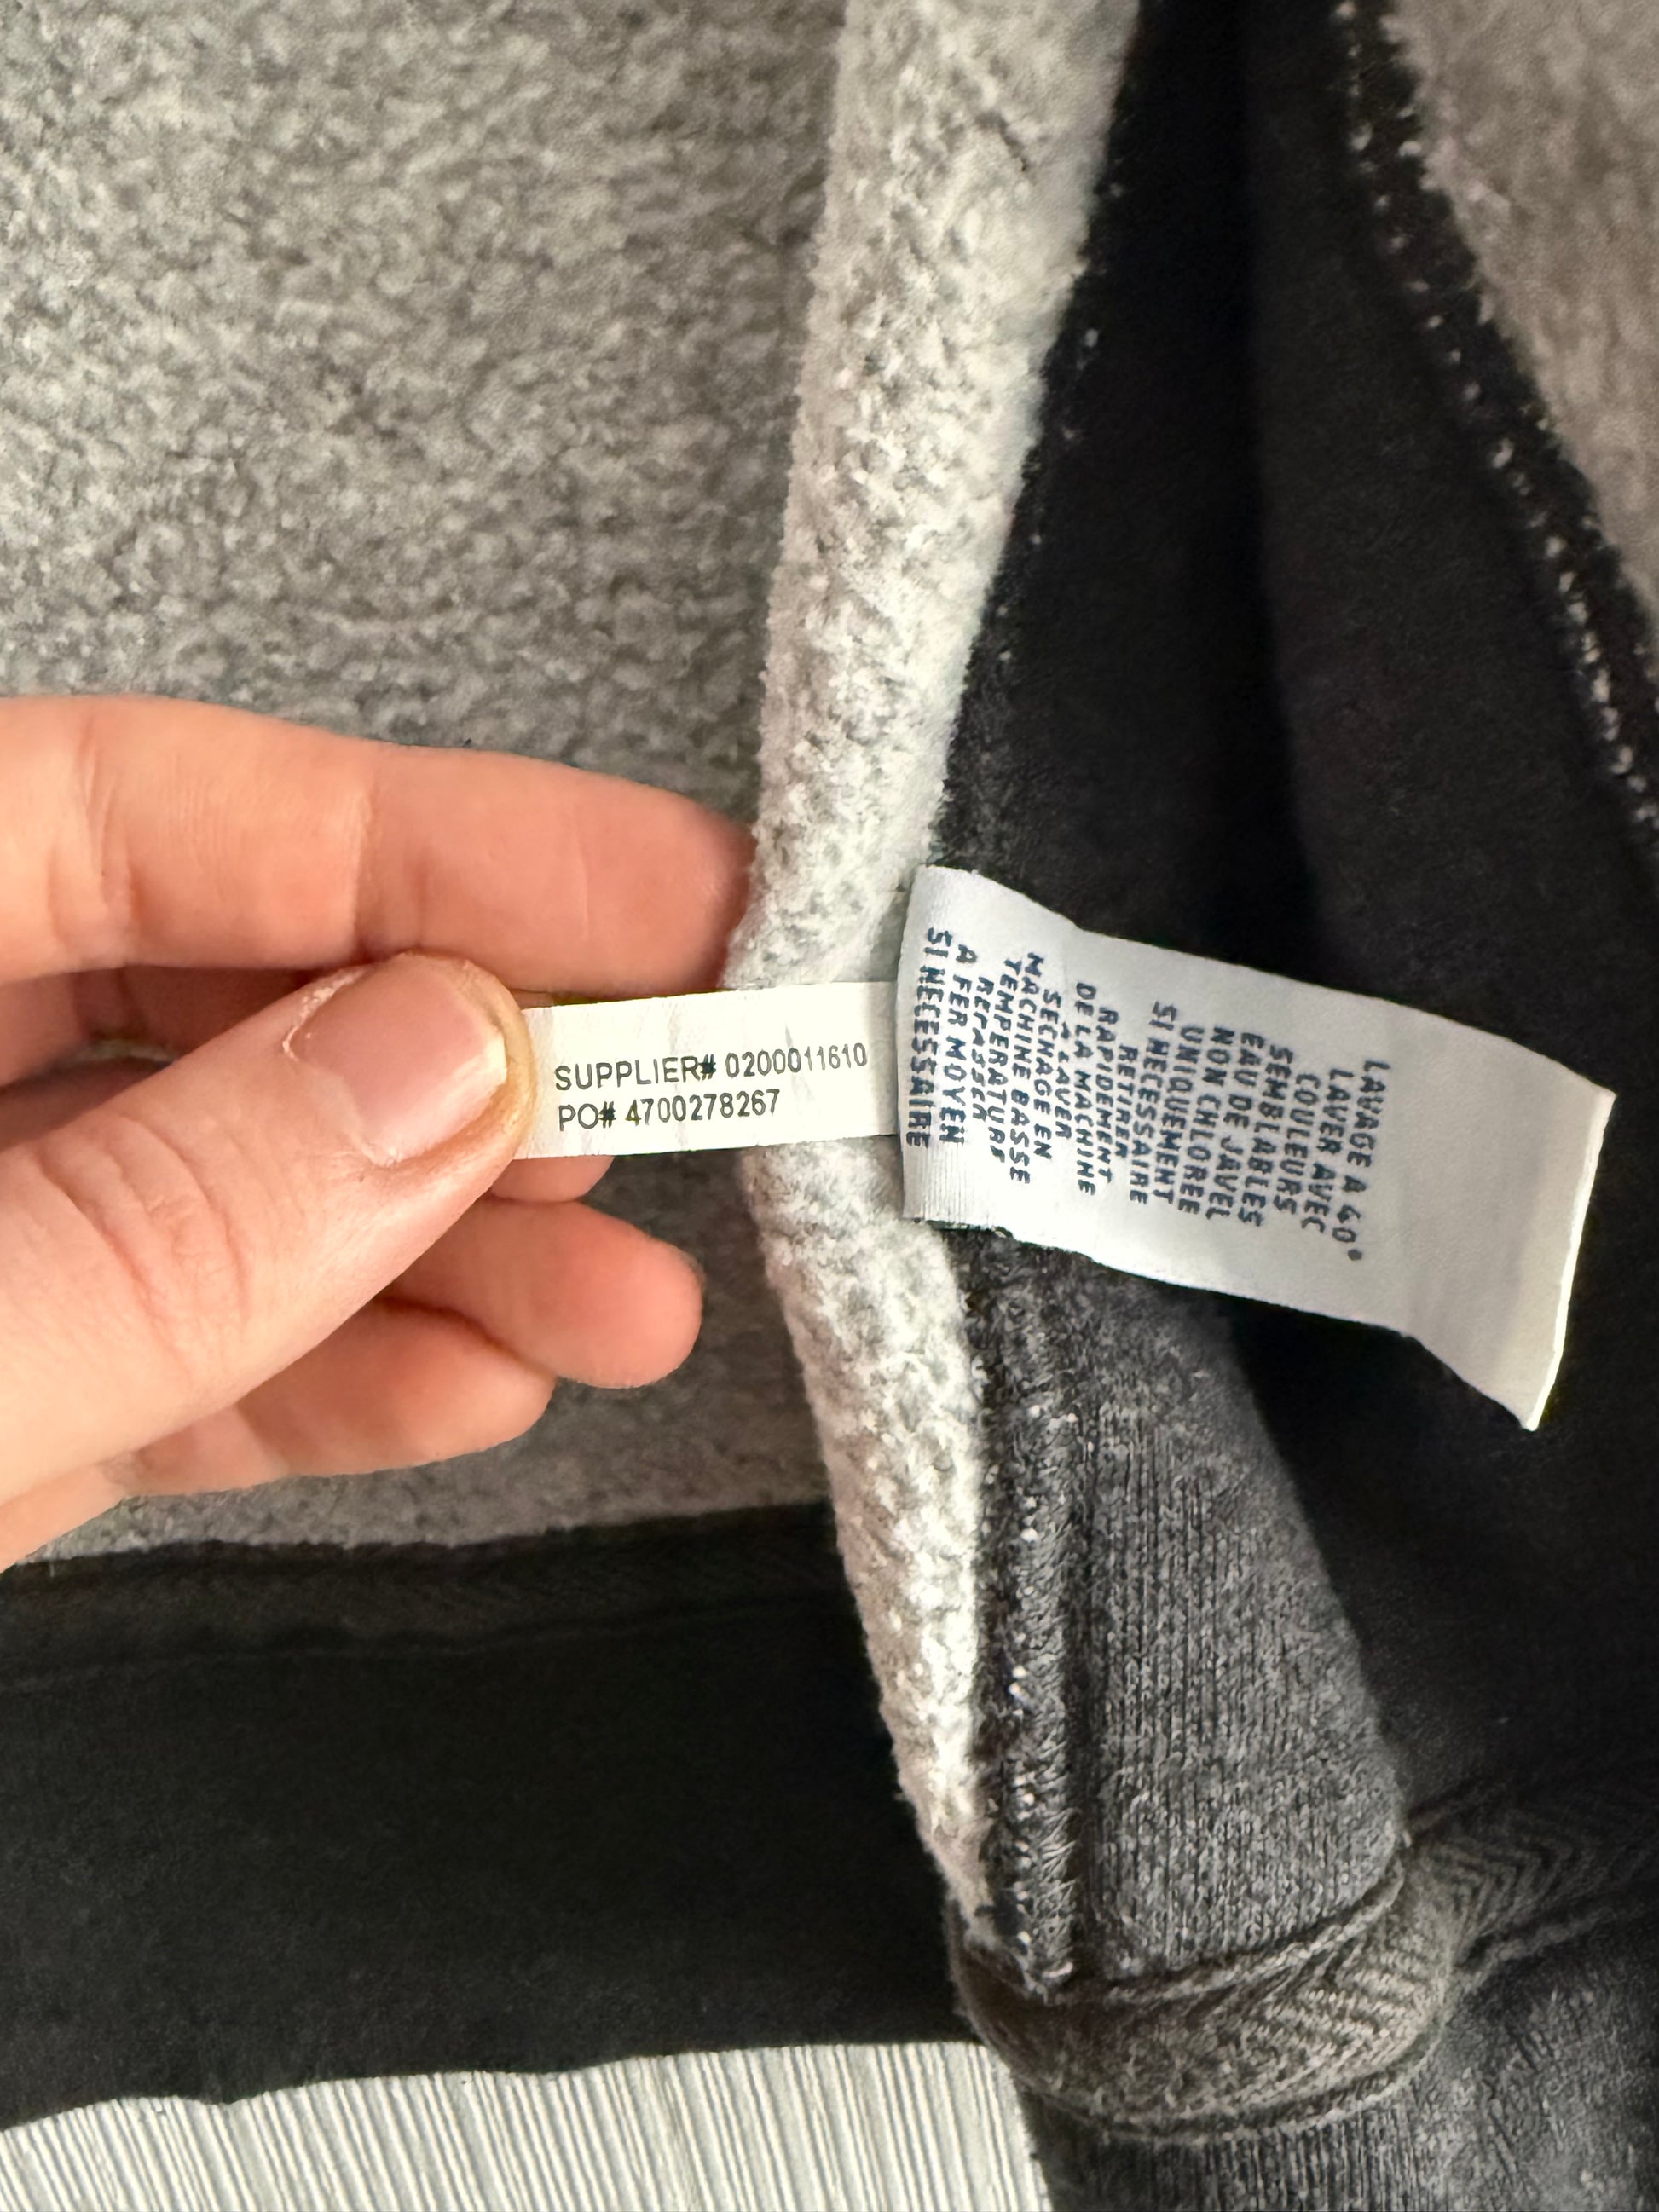 SUPPLIER# 0200011610
PO# 4700278267
LAVAGE A 40°
LAVER AVEC
COULEURS
SEMBLABLES
EAU DE JAVEL
NON CHLOREE
UNIQUEMENT
SI NECESSAIRE
RETIRER
RAPIDEMENT
DE LA MACHINE
A LAVER
SECHAGE EN
MACHINE BASSE
TEMPERATURE
REPASSER
A FER MOYEN
SI NECESSAIRE